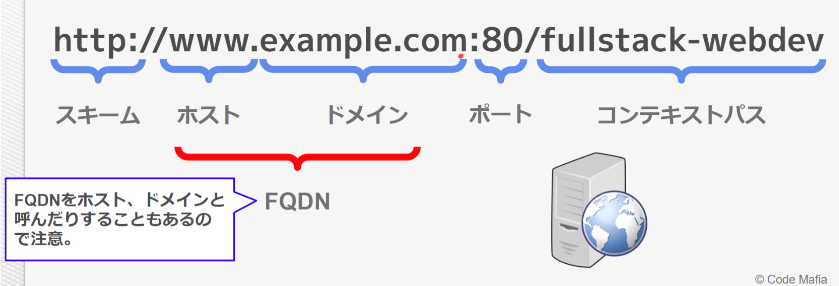 http://www.example.com:80/fullstack-webdev
スキーム ホスト ドメイン ポート コンテキストパス
FQDN
FQDNをホスト、ドメインと
呼んだりすることもあるの
で注意。
© Code Mafia